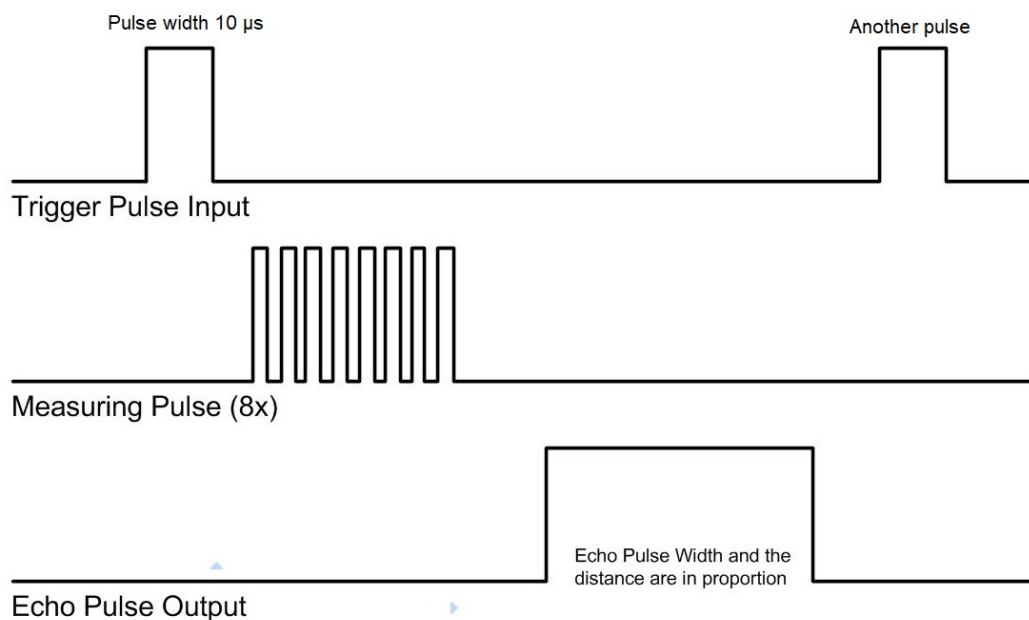 Pulse width 10 µs
Another pulse
Trigger Pulse Input
Measuring Pulse (8x)
Echo Pulse Width and the
distance are in proportion
Echo Pulse Output